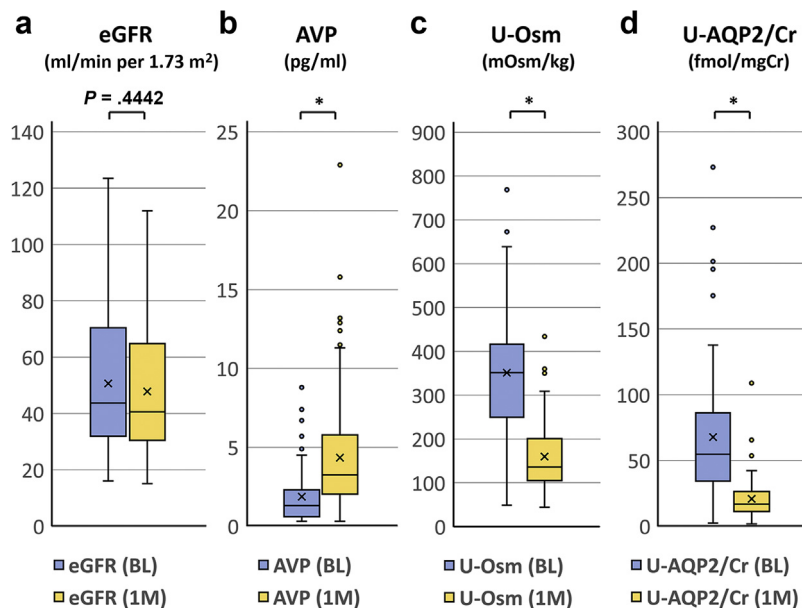 a eGFR
(ml/min per 1.73 m²)
P = .4442
140
120
100
80
60
40
20
0
eGFR (BL)
eGFR (1M)
b AVP
(pg/ml)
*
25
20
15
10
5
0
AVP (BL)
AVP (1M)
c U-Osm
(mOsm/kg)
*
900
800
700
600
500
400
300
200
100
0
U-Osm (BL)
U-Osm (1M)
d U-AQP2/Cr
(fmol/mgCr)
*
300
250
200
150
100
50
0
U-AQP2/Cr (BL)
U-AQP2/Cr (1M)